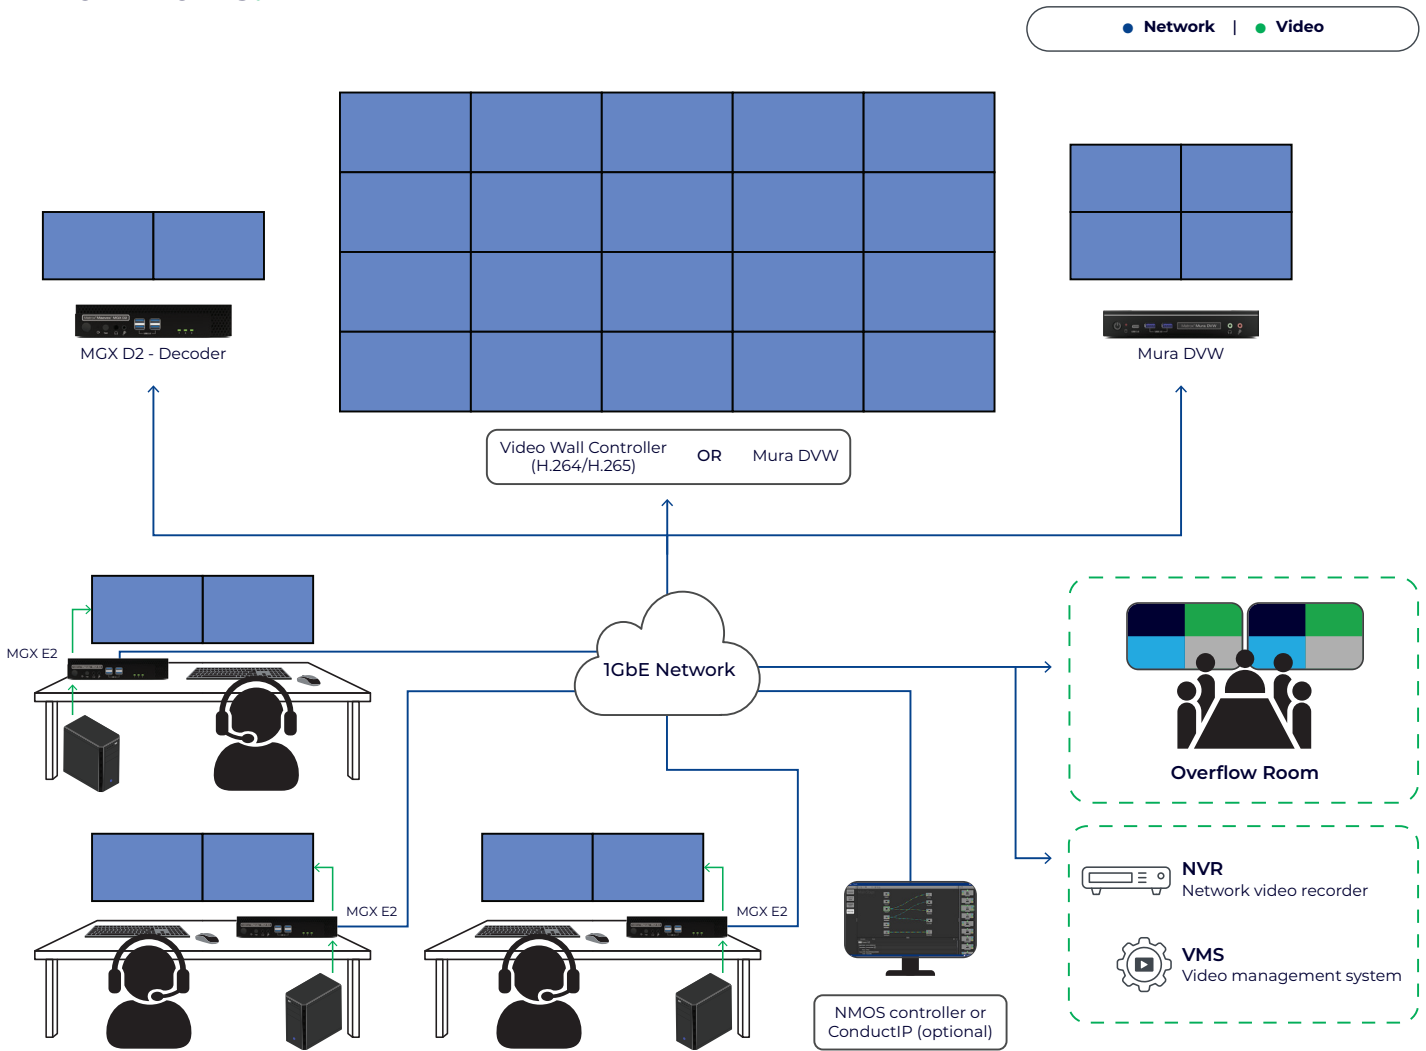 Network | Video
MGX D2 - Decoder
Mura DVW
Video Wall Controller
(H.264/H.265)
OR
Mura DVW
MGX E2
1GbE Network
Overflow Room
MGX E2
MGX E2
NVR
Network video recorder
VMS
Video management system
NMOS controller or
ConductIP (optional)